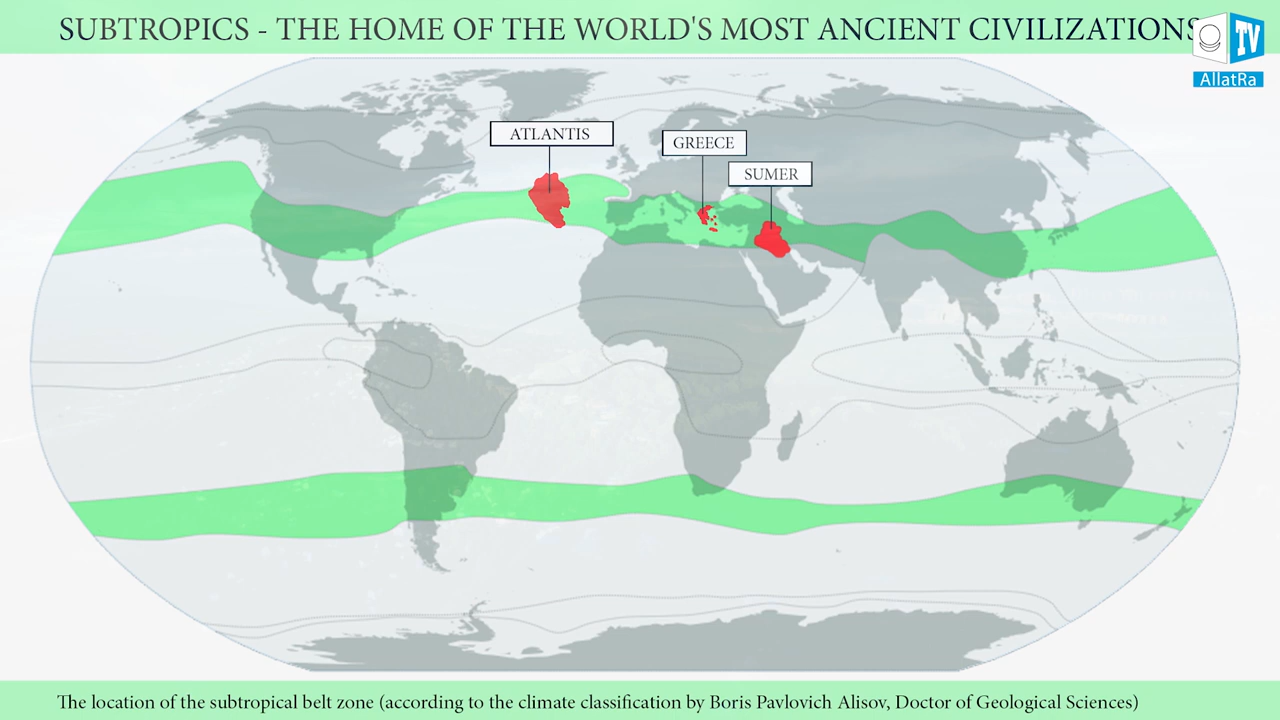 SUBTROPICS - THE HOME OF THE WORLD'S MOST ANCIENT CIVILIZATIONS
TV
AllatRa
ATLANTIS
GREECE
SUMER
The location of the subtropical belt zone (according to the climate classification by Boris Pavlovich Alisov, Doctor of Geological Sciences)